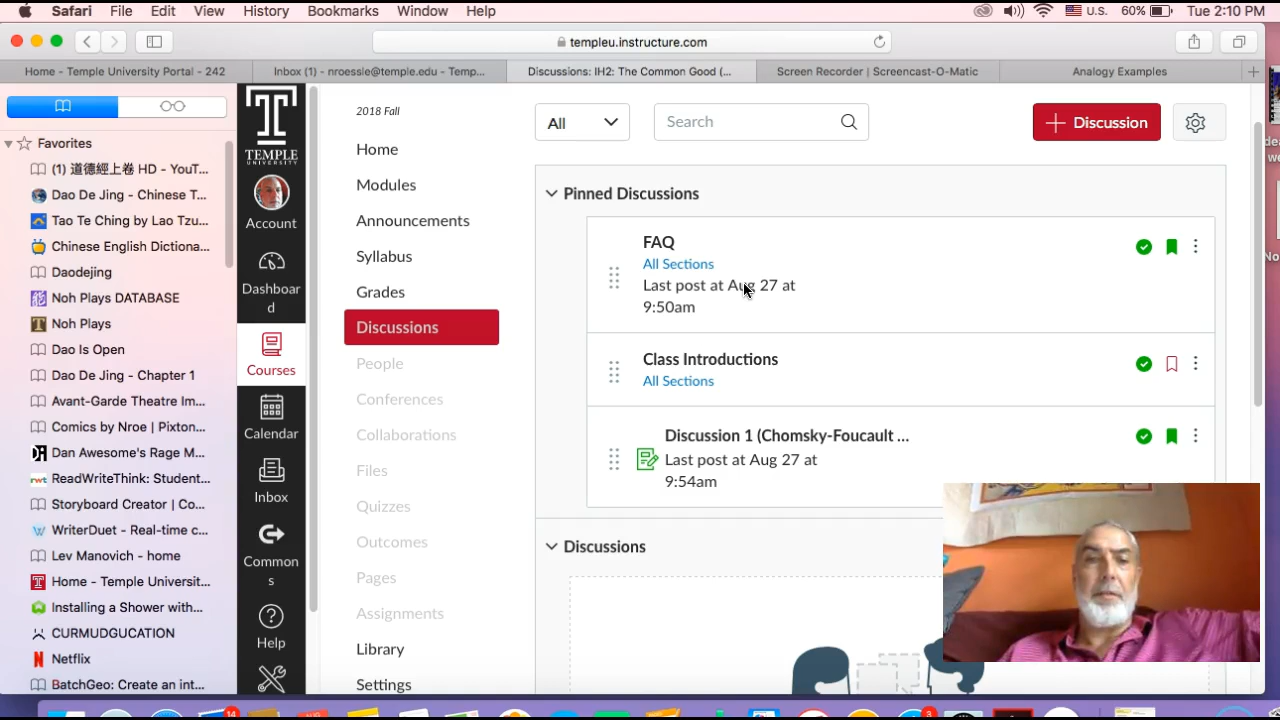 Safari File Edit View History Bookmarks Window Help U.S. 60% Tue 2:10 PM
templeu.instructure.com
Home - Temple University Portal - 242 Inbox (1) - nroessle@temple.edu - Temp... Discussions: IH2: The Common Good (... Screen Recorder | Screencast-O-Matic Analogy Examples
Favorites
(1) 道德經上卷 HD - YouT...
Dao De Jing - Chinese T...
Tao Te Ching by Lao Tzu...
Chinese English Dictiona...
Daodejing
Noh Plays DATABASE
Noh Plays
Dao Is Open
Dao De Jing - Chapter 1
Avant-Garde Theatre Im...
Comics by Nroe | Pixton...
Dan Awesome's Rage M...
ReadWriteThink: Student...
Storyboard Creator | Co...
WriterDuet - Real-time c...
Lev Manovich - home
Home - Temple Universit...
Installing a Shower with...
CURMUDGUCATION
Netflix
BatchGeo: Create an int...
TEMPLE
UNIVERSITY
Account
Dashboar
d
Courses
Calendar
Inbox
Common
s
Help
2018 Fall
Home
Modules
Announcements
Syllabus
Grades
Discussions
People
Conferences
Collaborations
Files
Quizzes
Outcomes
Pages
Assignments
Library
Settings
All Search Discussion
Pinned Discussions
FAQ
All Sections
Last post at Aug 27 at
9:50am
Class Introductions
All Sections
Discussion 1 (Chomsky-Foucault ...
Last post at Aug 27 at
9:54am
Discussions
14
3